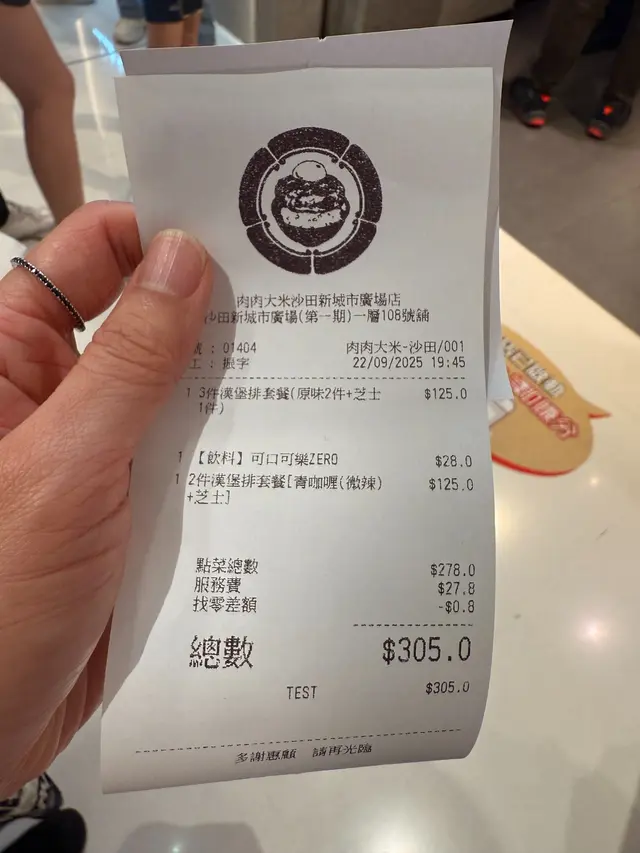 肉肉大米沙田新城市廣場店
沙田新城市廣場(第一期)一層108號舖
號 : 01404 肉肉大米-沙田/001
工 : 振宇 22/09/2025 19:45
1 3件漢堡排套餐(原味2件+芝士 $125.0
1件)
1 【飲料】可口可樂ZERO $28.0
1 2件漢堡排套餐[青咖喱(微辣) $125.0
+芝士]
點菜總數 $278.0
服務費 $27.8
找零差額 -$0.8
總數 $305.0
TEST $305.0
多謝惠顧 請再光臨